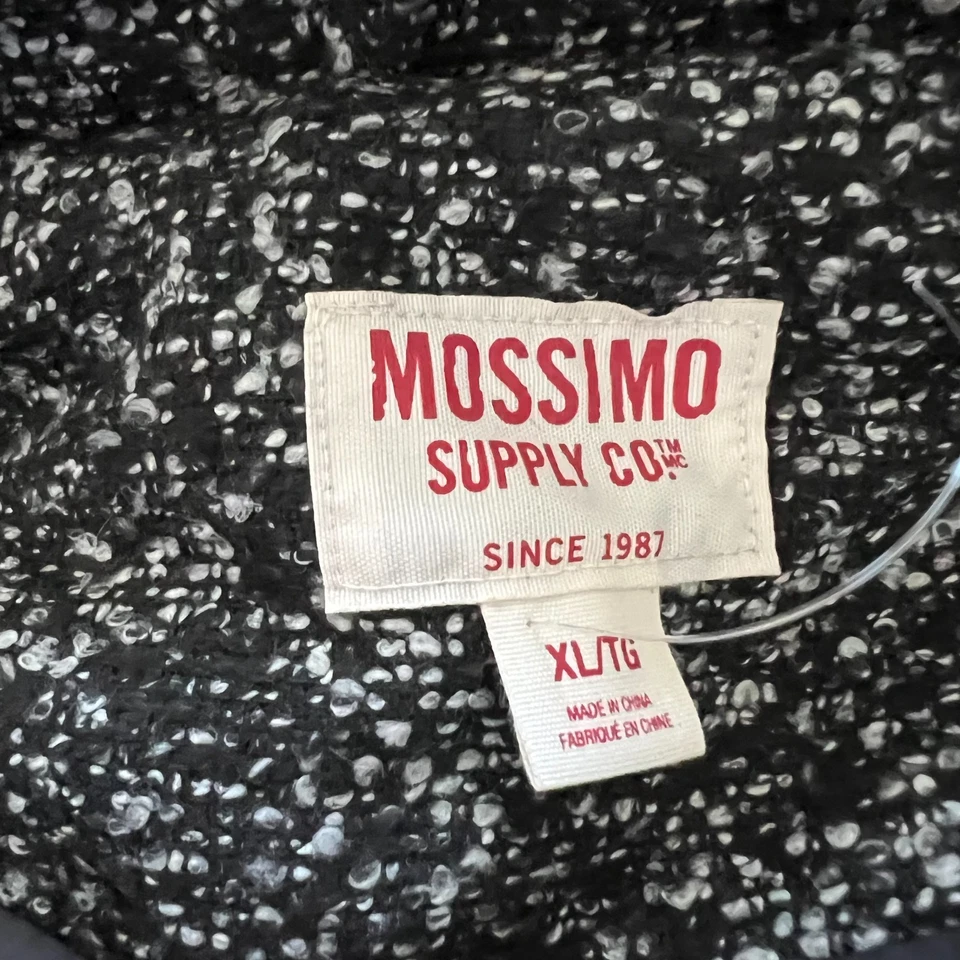 MOSSIMO
SUPPLY CO.™ MC
SINCE 1987
XL/TG
MADE IN CHINA
FABRIQUÉ EN CHINE